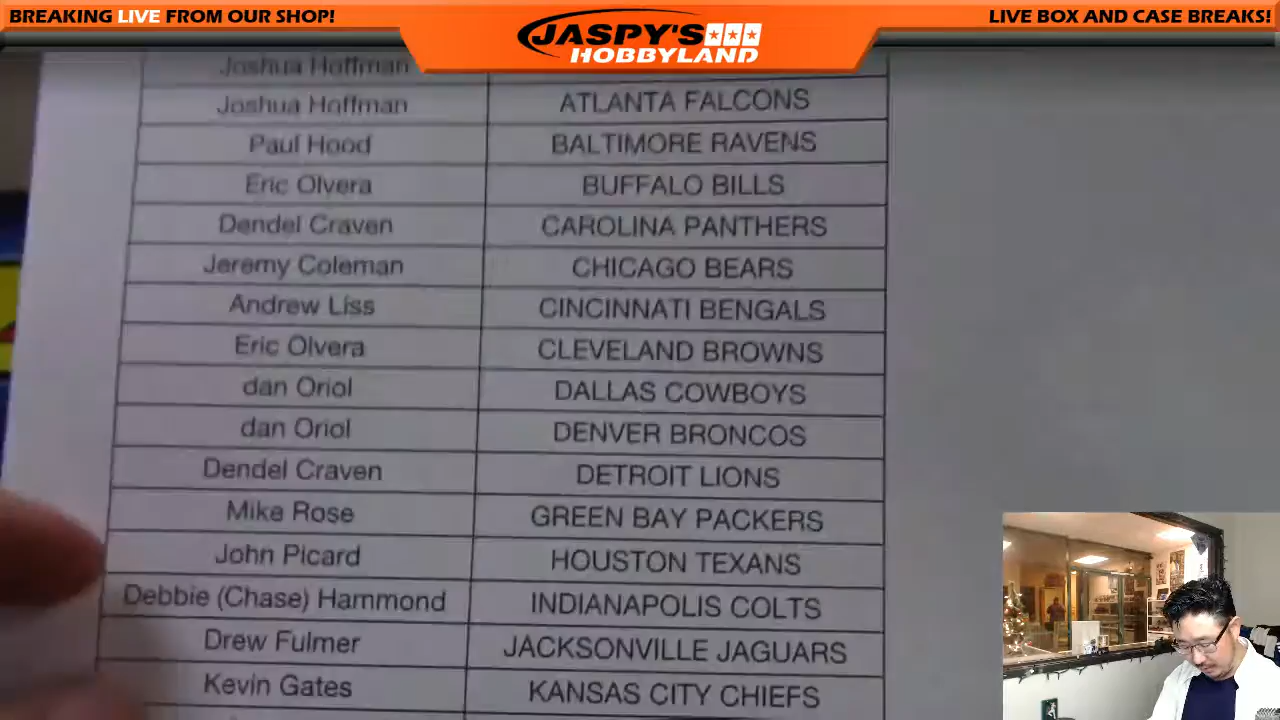 BREAKING LIVE FROM OUR SHOP!
JASPY'S
HOBBYLAND
LIVE BOX AND CASE BREAKS!
Joshua Hoffman
Joshua Hoffman ATLANTA FALCONS
Paul Hood BALTIMORE RAVENS
Eric Olvera BUFFALO BILLS
Dendel Craven CAROLINA PANTHERS
Jeremy Coleman CHICAGO BEARS
Andrew Liss CINCINNATI BENGALS
Eric Olvera CLEVELAND BROWNS
dan Oriol DALLAS COWBOYS
dan Oriol DENVER BRONCOS
Dendel Craven DETROIT LIONS
Mike Rose GREEN BAY PACKERS
John Picard HOUSTON TEXANS
Debbie (Chase) Hammond INDIANAPOLIS COLTS
Drew Fulmer JACKSONVILLE JAGUARS
Kevin Gates KANSAS CITY CHIEFS